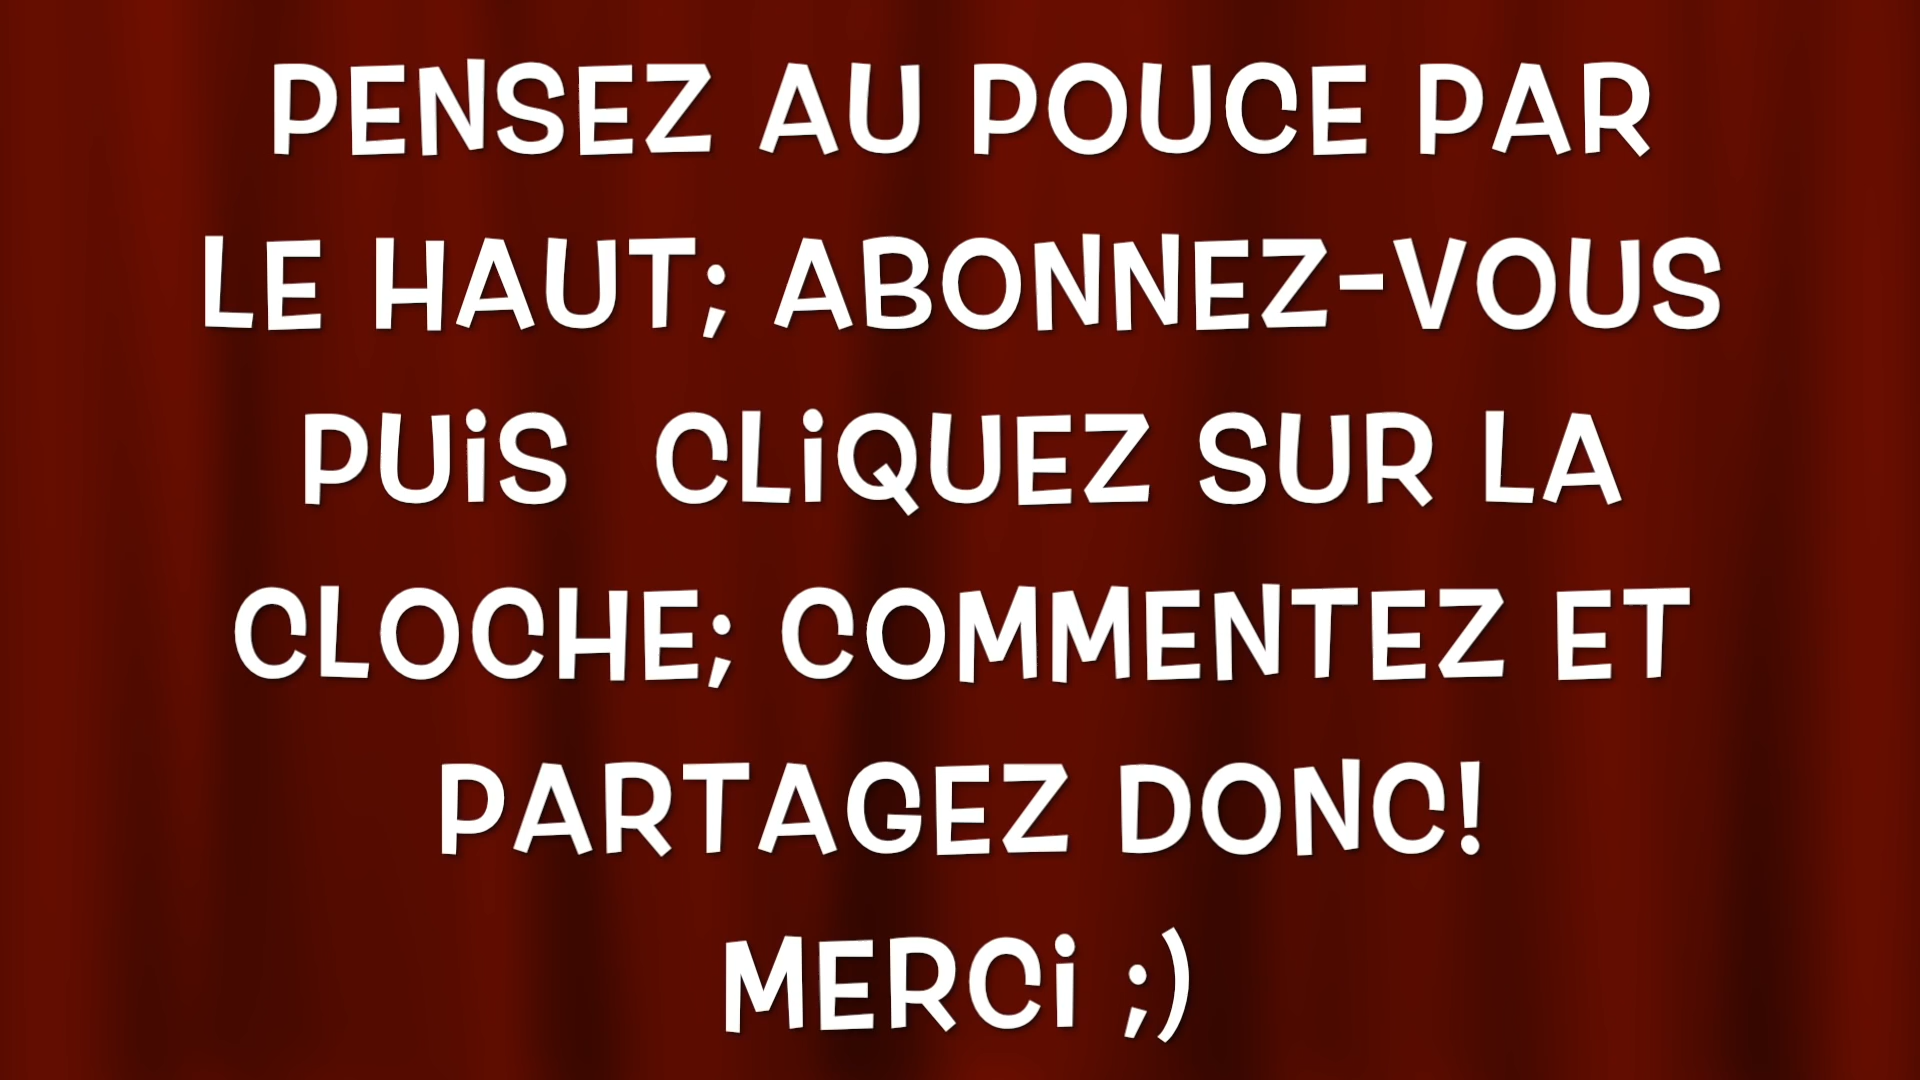 PENSEZ AU POUCE PAR
LE HAUT; ABONNEZ-VOUS
PUiS  CLiQUEZ SUR LA
CLOCHE; COMMENTEZ ET
PARTAGEZ DONC!
MERCi ;)